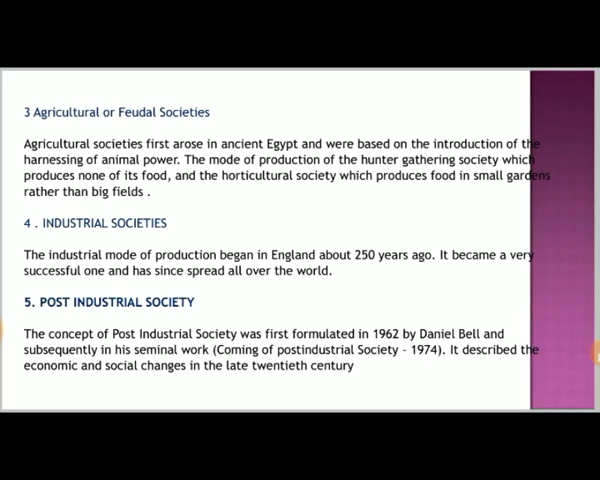 3 Agricultural or Feudal Societies
Agricultural societies first arose in ancient Egypt and were based on the introduction of the
harnessing of animal power. The mode of production of the hunter gathering society which
produces none of its food, and the horticultural society which produces food in small gardens
rather than big fields .
4 . INDUSTRIAL SOCIETIES
The industrial mode of production began in England about 250 years ago. It became a very
successful one and has since spread all over the world.
5. POST INDUSTRIAL SOCIETY
The concept of Post Industrial Society was first formulated in 1962 by Daniel Bell and
subsequently in his seminal work (Coming of postindustrial Society - 1974). It described the
economic and social changes in the late twentieth century